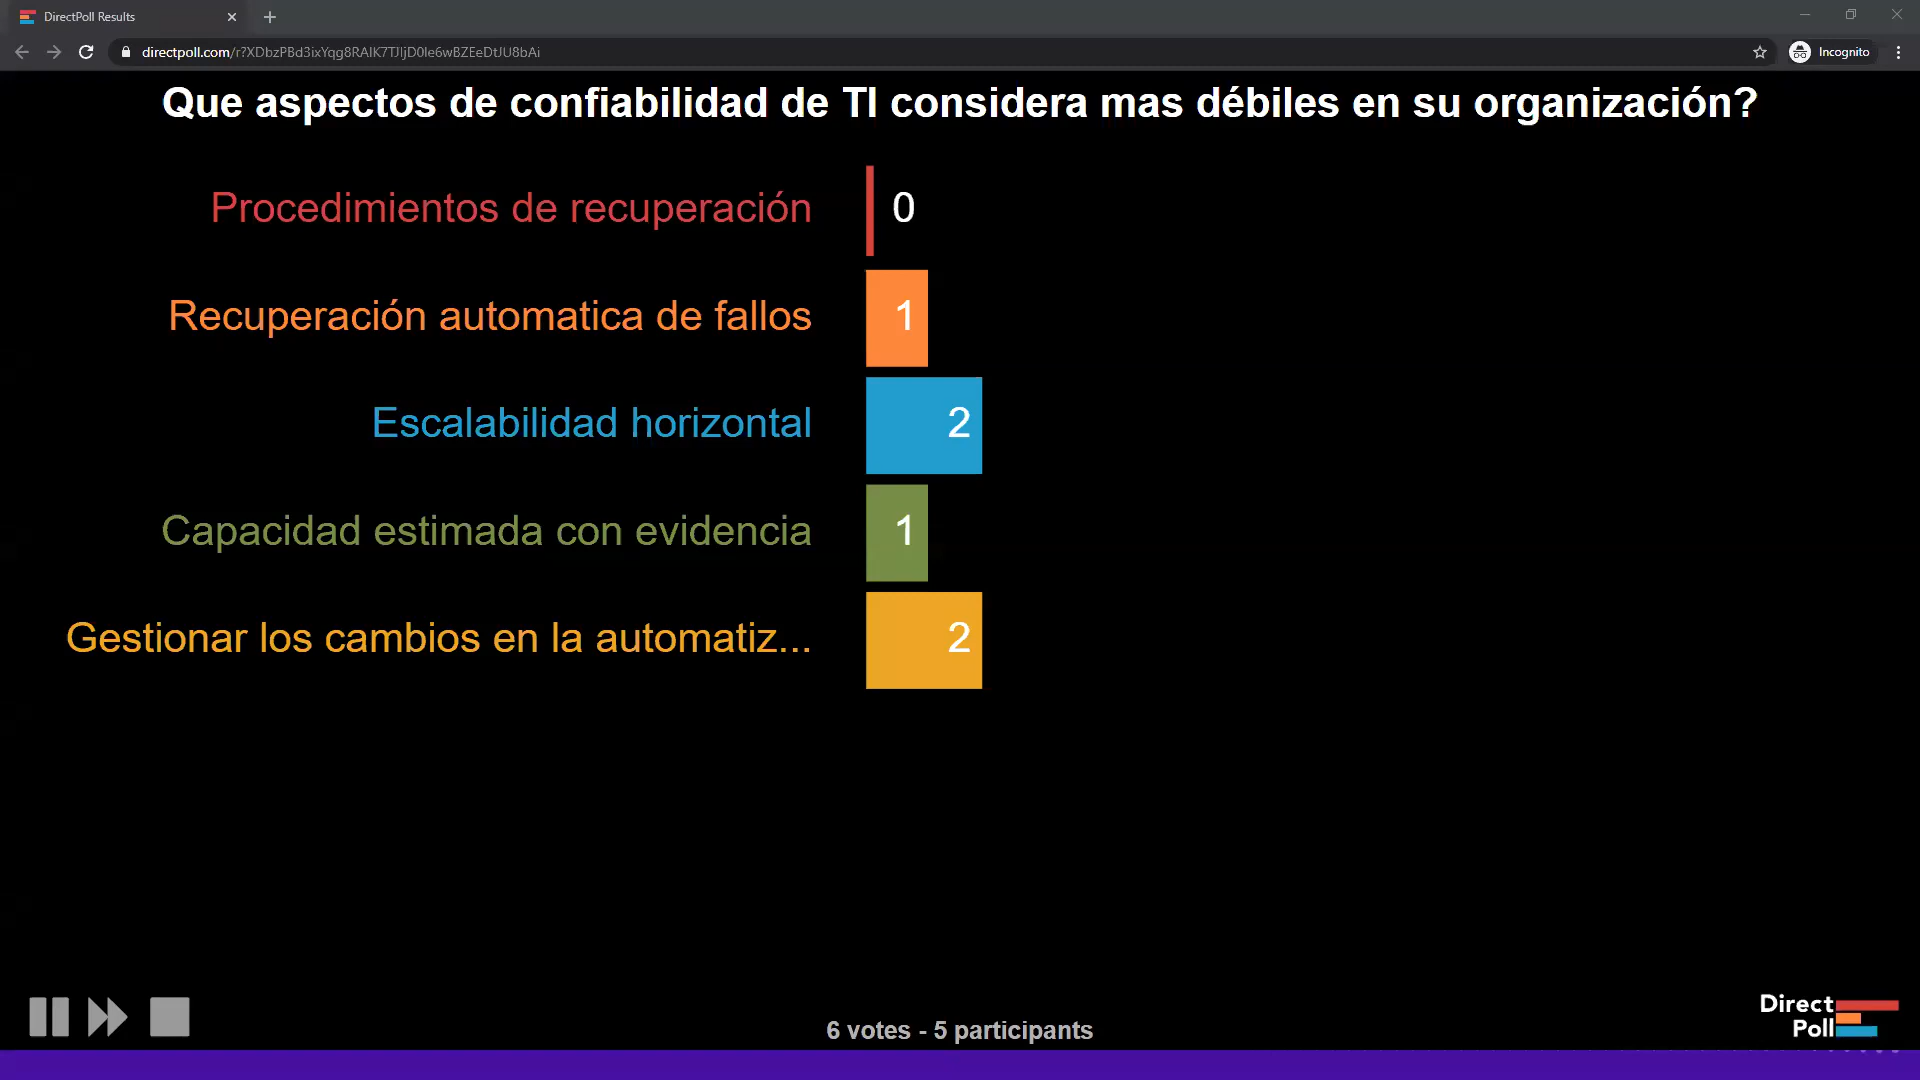 DirectPoll Results
directpoll.com/r?XDbzPBd3ixYqg8RAIK7TJljD0le6wBZEeDtJU8bAi
Incognito
Que aspectos de confiabilidad de TI considera mas débiles en su organización?
Procedimientos de recuperación 0
Recuperación automatica de fallos 1
Escalabilidad horizontal 2
Capacidad estimada con evidencia 1
Gestionar los cambios en la automatiz... 2
6 votes - 5 participants
Direct
Poll